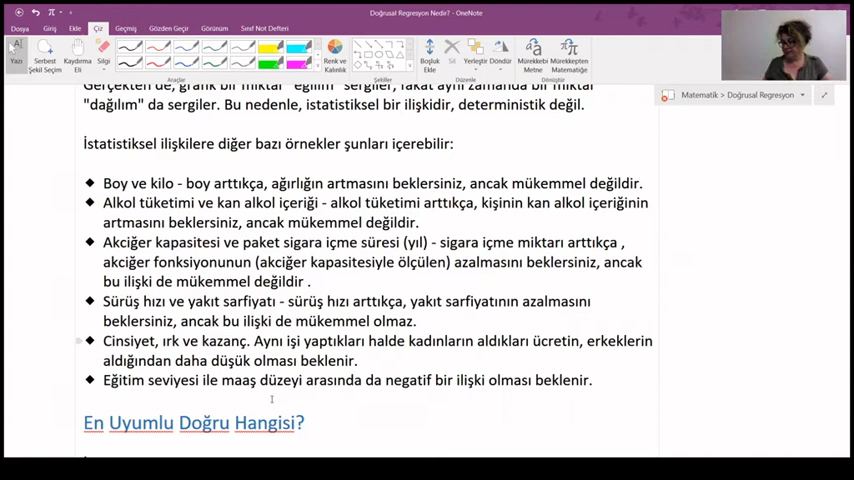 Doğrusal Regresyon Nedir? - OneNote
Dosya Giriş Ekle Çiz Geçmiş Gözden Geçir Görünüm Sınıf Not Defteri
Yazı Serbest Şekil Seçim Kaydırma Eli Silgi Renk ve Kalınlık Boşluk Ekle Sil Yerleştir Döndür Mürekkebi Metne Mürekkepten Matematiğe
Araçlar Şekiller Düzenle Dönüştür
Matematik > Doğrusal Regresyon
Gerçekten de, grafik bir miktar "eğilim" sergiler, fakat aynı zamanda bir miktar
"dağılım" da sergiler. Bu nedenle, istatistiksel bir ilişkidir, deterministik değil.
İstatistiksel ilişkilere diğer bazı örnekler şunları içerebilir:
◆ Boy ve kilo - boy arttıkça, ağırlığın artmasını beklersiniz, ancak mükemmel değildir.
◆ Alkol tüketimi ve kan alkol içeriği - alkol tüketimi arttıkça, kişinin kan alkol içeriğinin
artmasını beklersiniz, ancak mükemmel değildir.
◆ Akciğer kapasitesi ve paket sigara içme süresi (yıl) - sigara içme miktarı arttıkça ,
akciğer fonksiyonunun (akciğer kapasitesiyle ölçülen) azalmasını beklersiniz, ancak
bu ilişki de mükemmel değildir .
◆ Sürüş hızı ve yakıt sarfiyatı - sürüş hızı arttıkça, yakıt sarfiyatının azalmasını
beklersiniz, ancak bu ilişki de mükemmel olmaz.
◆ Cinsiyet, ırk ve kazanç. Aynı işi yaptıkları halde kadınların aldıkları ücretin, erkeklerin
aldığından daha düşük olması beklenir.
◆ Eğitim seviyesi ile maaş düzeyi arasında da negatif bir ilişki olması beklenir.
En Uyumlu Doğru Hangisi?